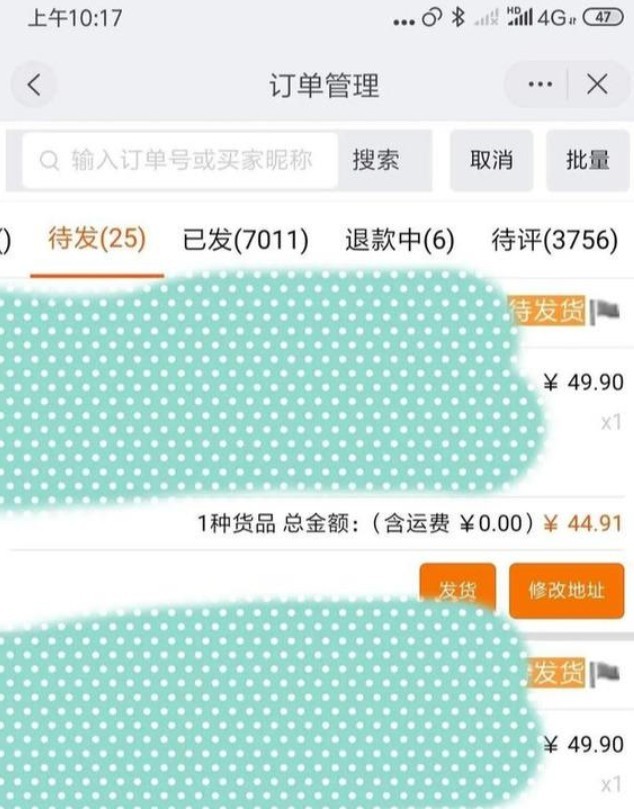 上午10:17 HD 4G 47
订单管理
输入订单号或买家昵称 搜索 取消 批量
) 待发(25) 已发(7011) 退款中(6) 待评(3756)
待发货
¥ 49.90
x1
1种货品 总金额：（含运费 ¥0.00）¥ 44.91
发货 修改地址
发货
¥ 49.90
x1